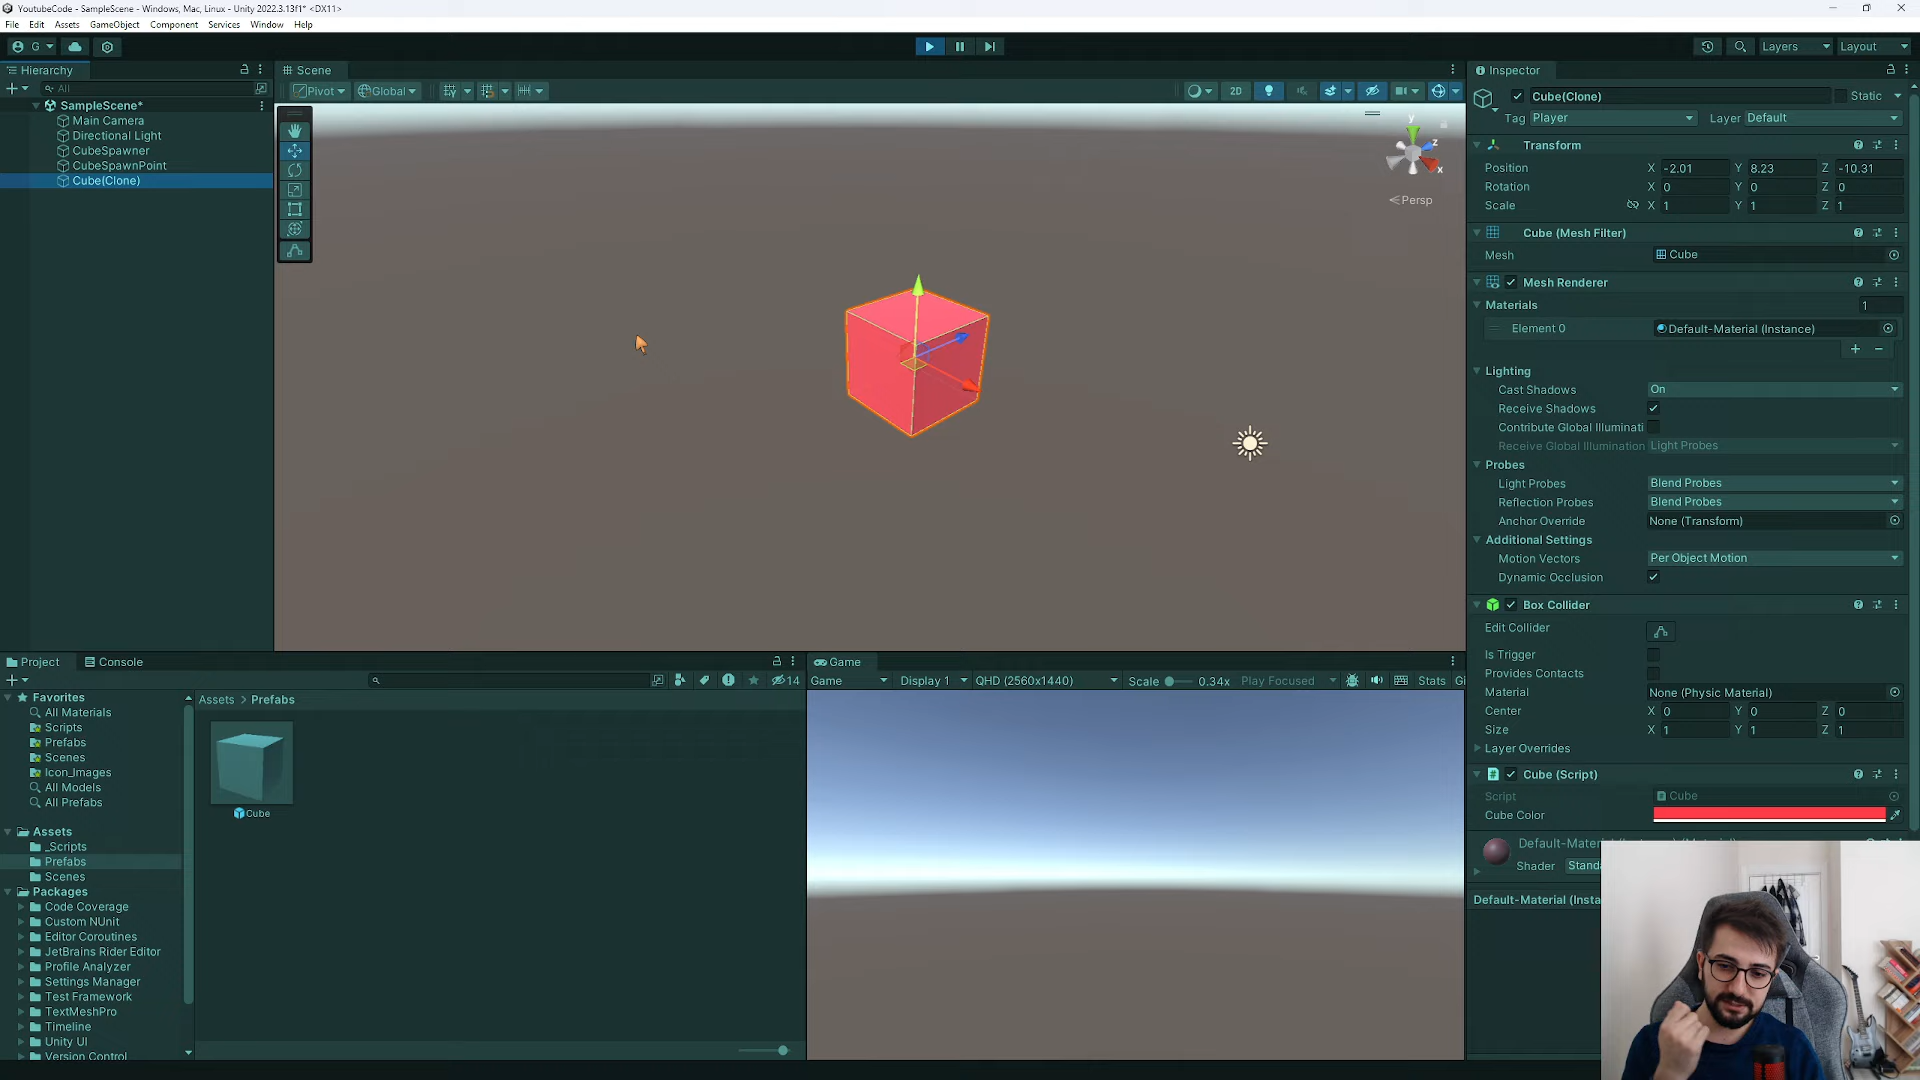 YoutubeCode - SampleScene - Windows, Mac, Linux - Unity 2022.3.13f1* <DX11>
File Edit Assets GameObject Component Services Window Help
G
Layers Layout
Hierarchy
All
SampleScene*
Main Camera
Directional Light
CubeSpawner
CubeSpawnPoint
Cube(Clone)
Scene
Pivot Global 2D
y
z
x
Persp
Inspector
Cube(Clone) Static
Tag Player Layer Default
Transform
Position X -2.01 Y 8.23 Z -10.31
Rotation X 0 Y 0 Z 0
Scale X 1 Y 1 Z 1
Cube (Mesh Filter)
Mesh Cube
Mesh Renderer
Materials 1
Element 0 Default-Material (Instance)
Lighting
Cast Shadows On
Receive Shadows
Contribute Global Illuminati
Receive Global Illumination Light Probes
Probes
Light Probes Blend Probes
Reflection Probes Blend Probes
Anchor Override None (Transform)
Additional Settings
Motion Vectors Per Object Motion
Dynamic Occlusion
Box Collider
Edit Collider
Is Trigger
Provides Contacts
Material None (Physic Material)
Center X 0 Y 0 Z 0
Size X 1 Y 1 Z 1
Layer Overrides
Cube (Script)
Script Cube
Cube Color
Shader Standa
Default-Material (Insta
Project Console
14
Favorites
All Materials
Scripts
Prefabs
Scenes
Icon_Images
All Models
All Prefabs
Assets
_Scripts
Prefabs
Scenes
Packages
Code Coverage
Custom NUnit
Editor Coroutines
JetBrains Rider Editor
Profile Analyzer
Settings Manager
Test Framework
TextMeshPro
Timeline
Unity UI
Version Control
Assets > Prefabs
Cube
Game
Game Display 1 QHD (2560x1440) Scale 0.34x Play Focused Stats Gi